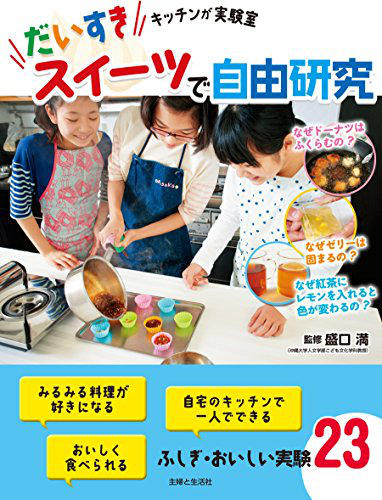 キッチンが実験室
だいすき
スイーツで自由研究
なぜドーナツは
ふくらむの？
なぜゼリーは
固まるの？
なぜ紅茶に
レモンを入れると
色が変わるの？
監修 盛口 満
(沖縄大学人文学部こども文化学科教授)
みるみる料理が
好きになる
自宅のキッチンで
一人でできる
おいしく
食べられる
ふしぎ・おいしい実験 23
主婦と生活社